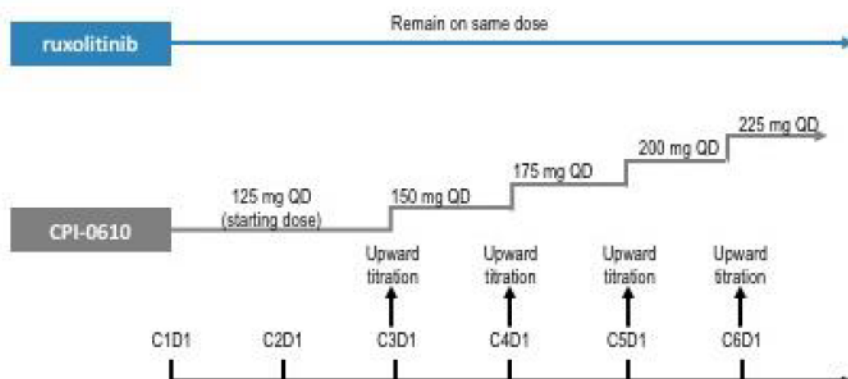 ruxolitinib
Remain on same dose
225 mg QD
200 mg QD
175 mg QD
150 mg QD
125 mg QD
(starting dose)
CPI-0610
Upward Upward Upward Upward
titration titration titration titration
C1D1 C2D1 C3D1 C4D1 C5D1 C6D1